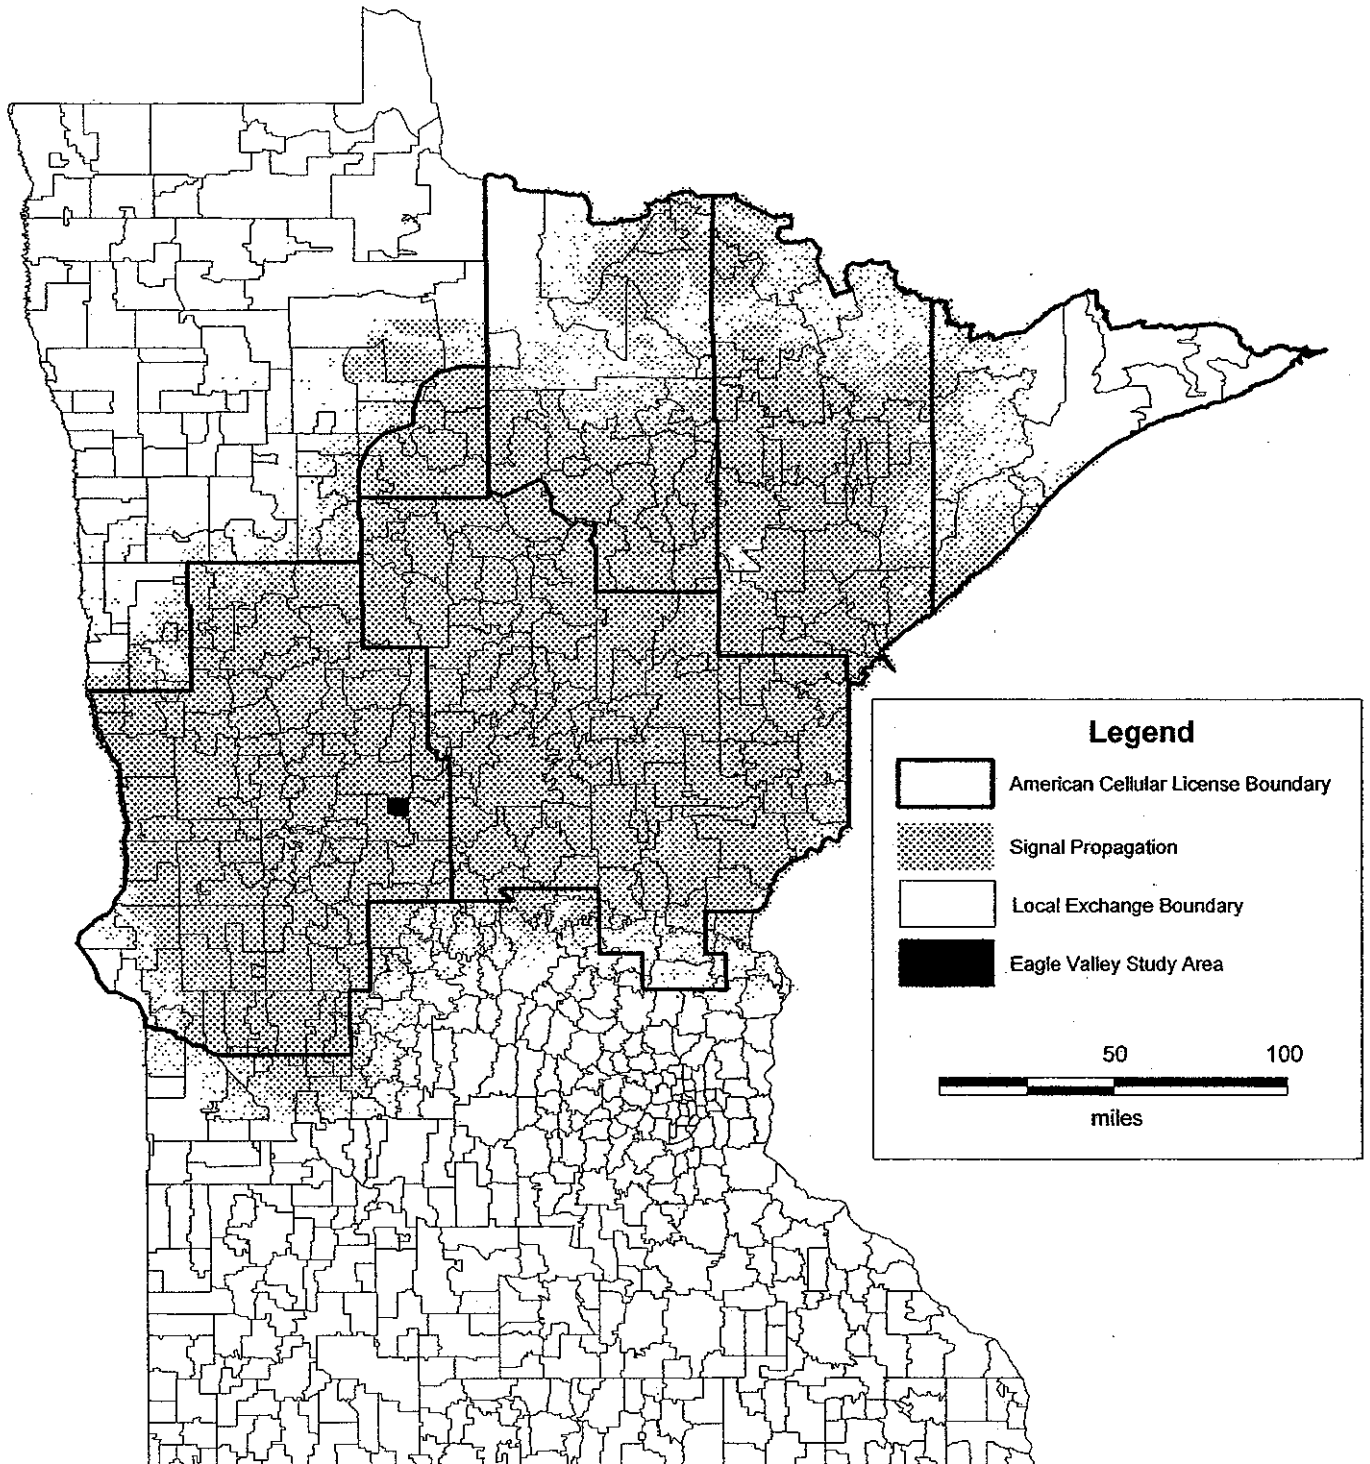 Legend
American Cellular License Boundary
Signal Propagation
Local Exchange Boundary
Eagle Valley Study Area
50 100
miles